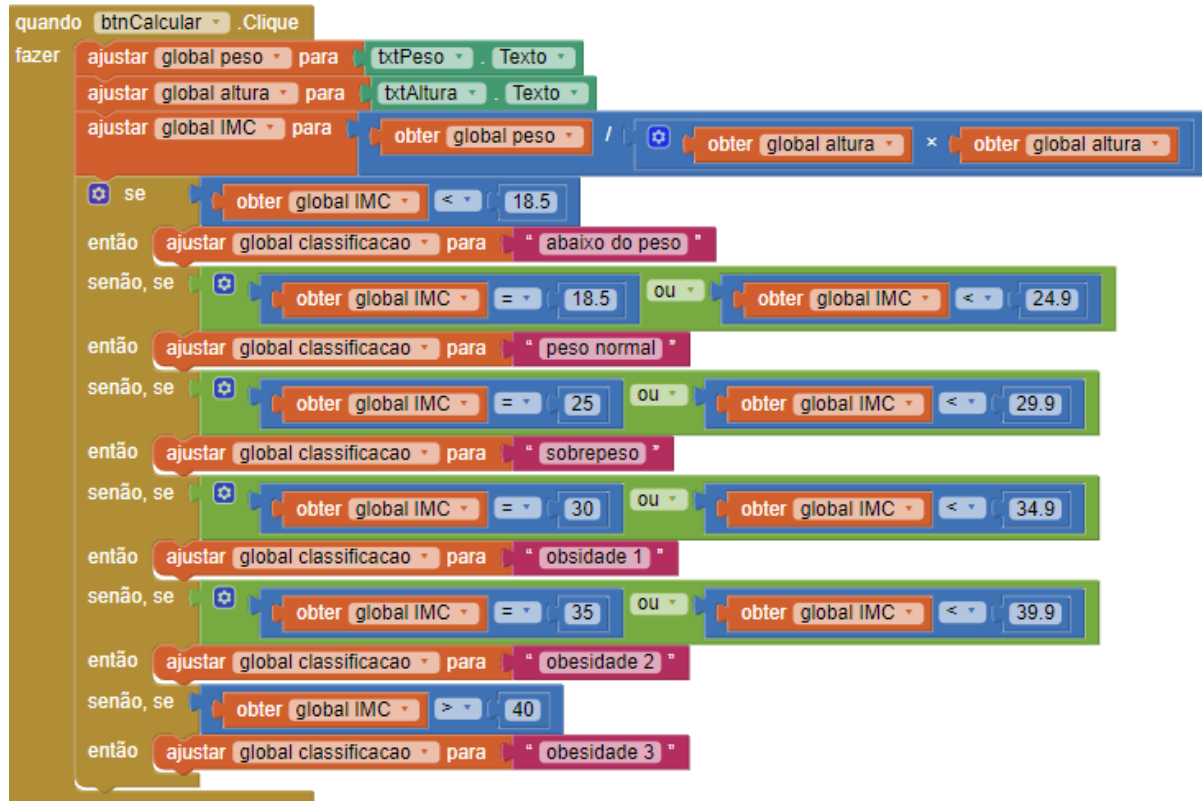 quando btnCalcular .Clique
fazer ajustar global peso para txtPeso . Texto
ajustar global altura para txtAltura . Texto
ajustar global IMC para obter global peso / obter global altura × obter global altura
se obter global IMC < 18.5
então ajustar global classificacao para " abaixo do peso "
senão, se obter global IMC = 18.5 ou obter global IMC < 24.9
então ajustar global classificacao para " peso normal "
senão, se obter global IMC = 25 ou obter global IMC < 29.9
então ajustar global classificacao para " sobrepeso "
senão, se obter global IMC = 30 ou obter global IMC < 34.9
então ajustar global classificacao para " obsidade 1 "
senão, se obter global IMC = 35 ou obter global IMC < 39.9
então ajustar global classificacao para " obesidade 2 "
senão, se obter global IMC > 40
então ajustar global classificacao para " obesidade 3 "